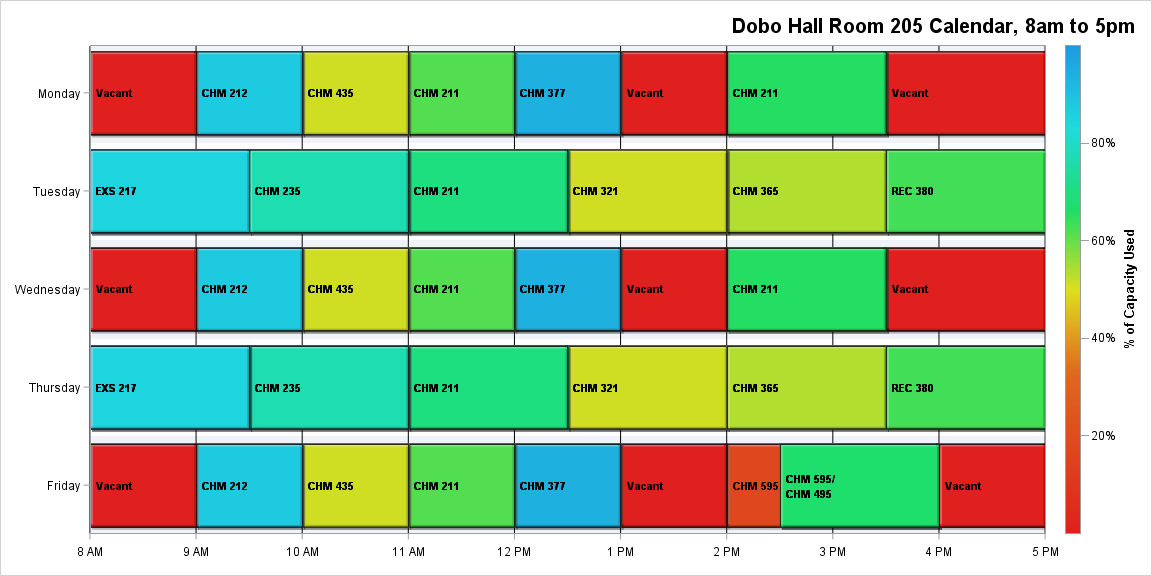 Dobo Hall Room 205 Calendar, 8am to 5pm
Monday
Vacant
CHM 212
CHM 435
CHM 211
CHM 377
Vacant
CHM 211
Vacant
Tuesday
EXS 217
CHM 235
CHM 211
CHM 321
CHM 365
REC 380
Wednesday
Vacant
CHM 212
CHM 435
CHM 211
CHM 377
Vacant
CHM 211
Vacant
Thursday
EXS 217
CHM 235
CHM 211
CHM 321
CHM 365
REC 380
Friday
Vacant
CHM 212
CHM 435
CHM 211
CHM 377
Vacant
CHM 595
CHM 595/
CHM 495
Vacant
8 AM
9 AM
10 AM
11 AM
12 PM
1 PM
2 PM
3 PM
4 PM
5 PM
80%
60%
40%
20%
% of Capacity Used